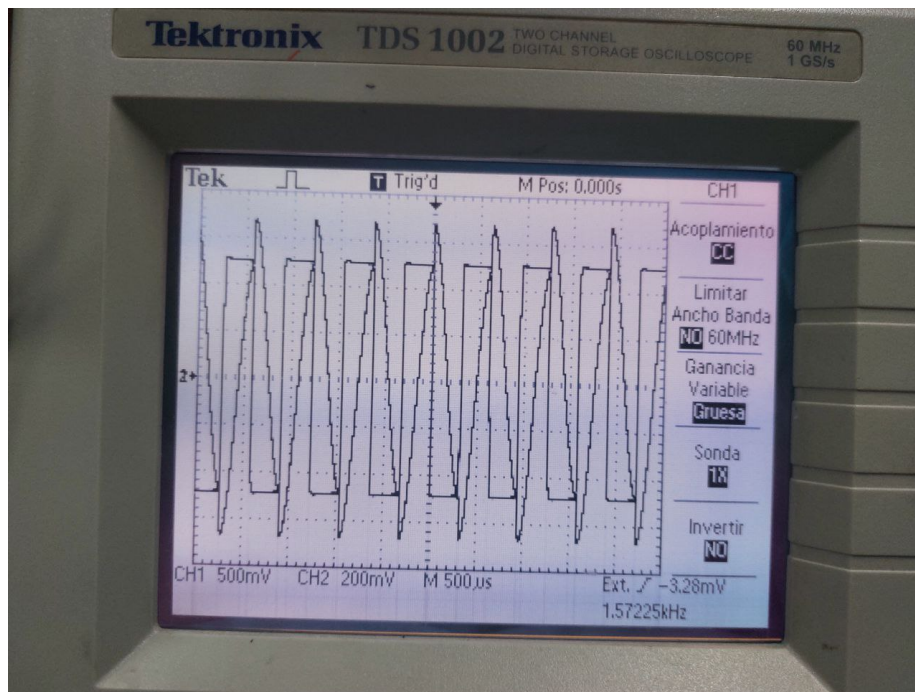 Tektronix TDS 1002 TWO CHANNEL
DIGITAL STORAGE OSCILLOSCOPE
60 MHz
1 GS/s
Tek T Trig'd M Pos: 0.000s CH1
Acoplamiento
CC
Limitar
Ancho Banda
NO 60MHz
Ganancia
Variable
Gruesa
Sonda
1X
Invertir
NO
2
CH1 500mV CH2 200mV M 500µs Ext. -3.28mV
1.57225kHz